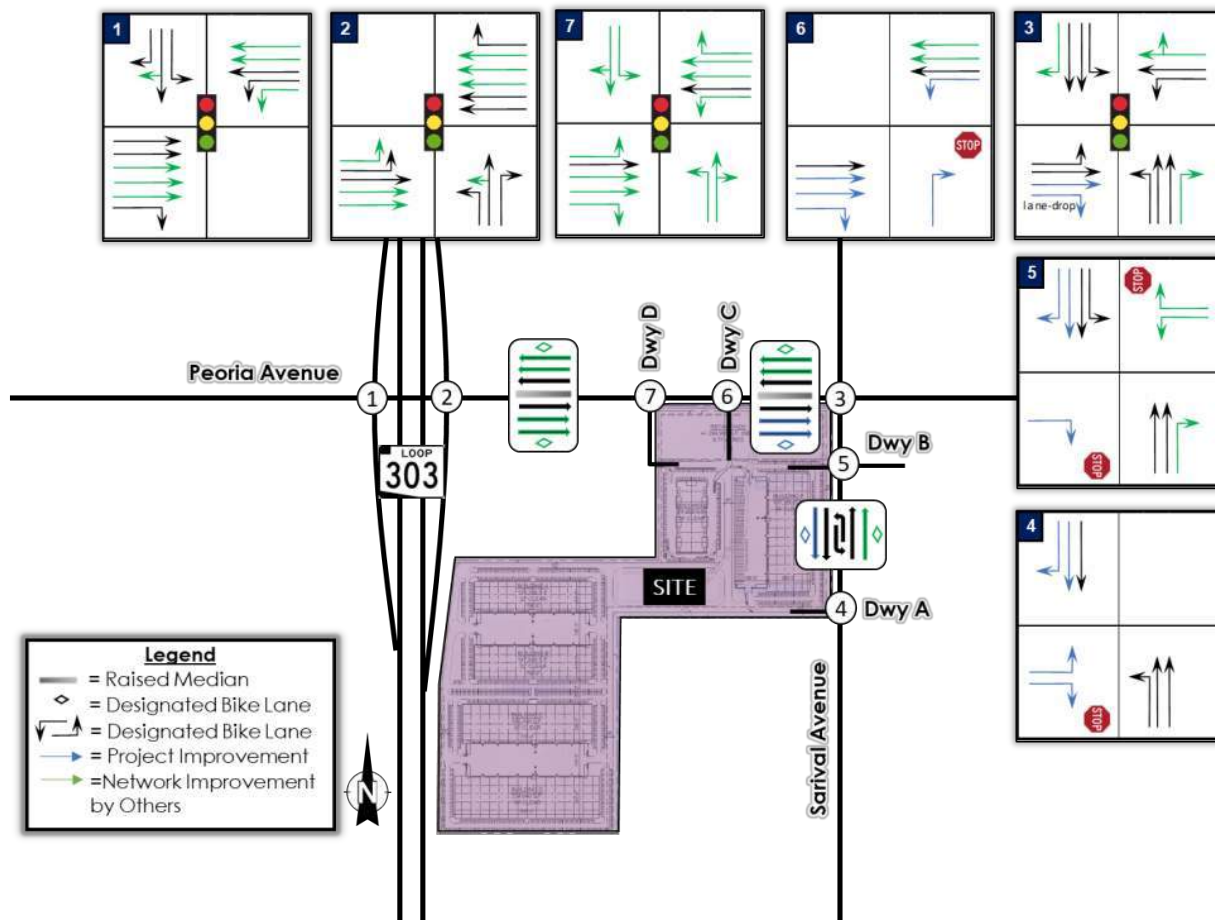 1
2
7
6
3
STOP
lane-drop
5
STOP
STOP
4
STOP
Peoria Avenue
Dwy D
Dwy C
1
2
7
6
3
5
Dwy B
LOOP
303
SITE
4
Dwy A
Sarival Avenue
N
Legend
= Raised Median
= Designated Bike Lane
= Designated Bike Lane
= Project Improvement
=Network Improvement
by Others